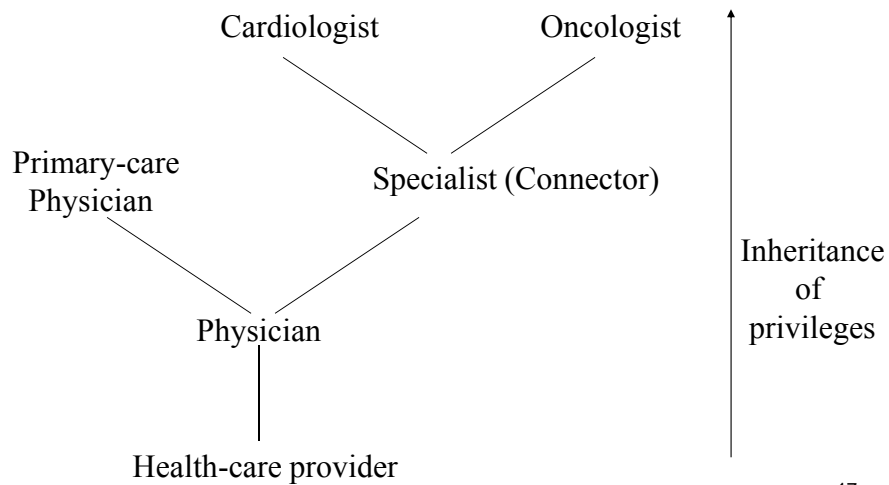 Cardiologist
Oncologist
Primary-care
Physician
Specialist (Connector)
Inheritance
of
privileges
Physician
Health-care provider